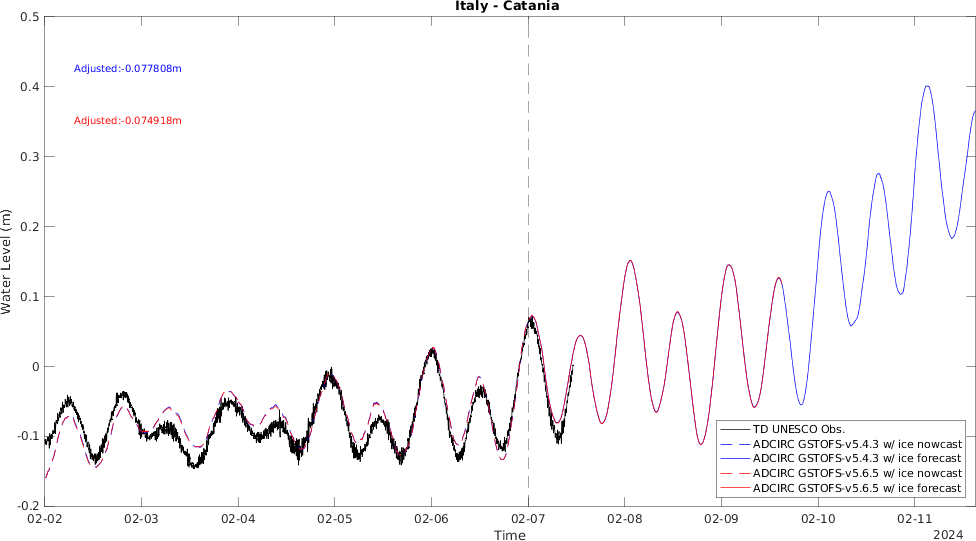 Italy - Catania
0.5
Adjusted:-0.077808m
0.4
Adjusted:-0.074918m
0.3
0.2
Water Level (m)
0.1
0
-0.1
-0.2
TD UNESCO Obs.
ADCIRC GSTOFS-v5.4.3 w/ ice nowcast
ADCIRC GSTOFS-v5.4.3 w/ ice forecast
ADCIRC GSTOFS-v5.6.5 w/ ice nowcast
ADCIRC GSTOFS-v5.6.5 w/ ice forecast
02-02 02-03 02-04 02-05 02-06 02-07 02-08 02-09 02-10 02-11
Time
2024